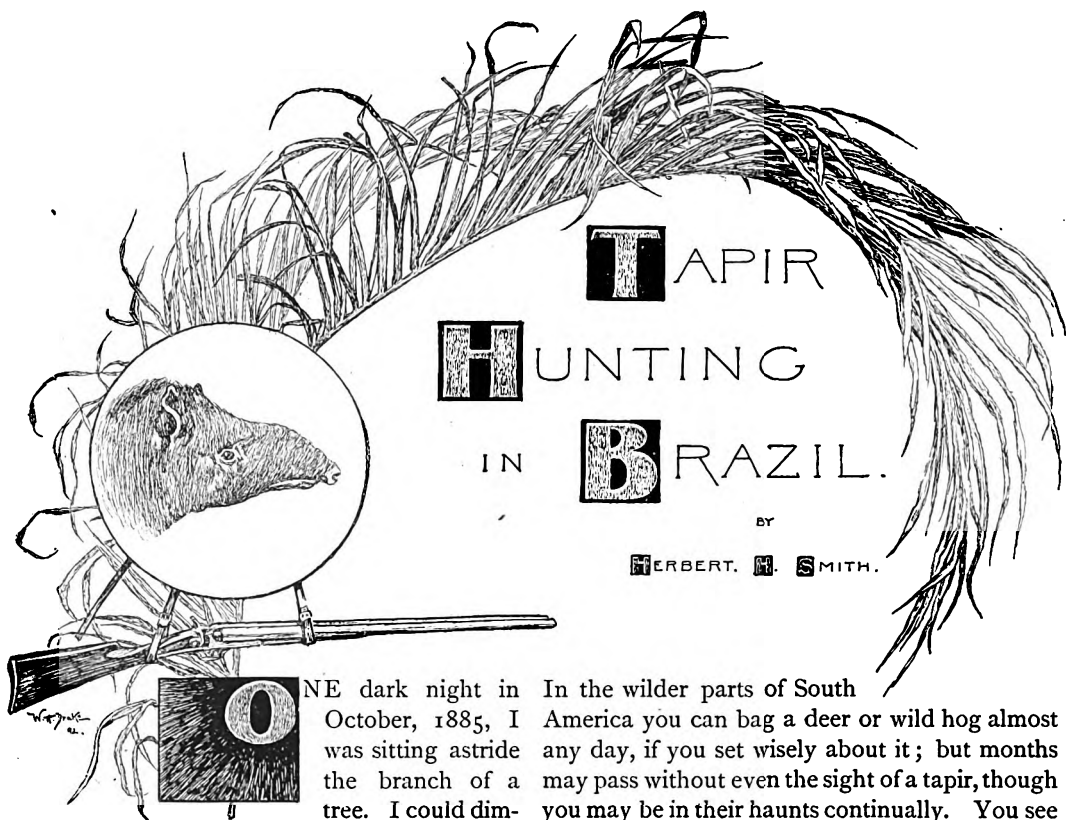 TAPIR
HUNTING
IN BRAZIL.
BY
HERBERT. H. SMITH.
ONE dark night in
October, 1885, I
was sitting astride
the branch of a
tree. I could dim-
In the wilder parts of South
America you can bag a deer or wild hog almost
any day, if you set wisely about it; but months
may pass without even the sight of a tapir, though
you may be in their haunts continually. You see